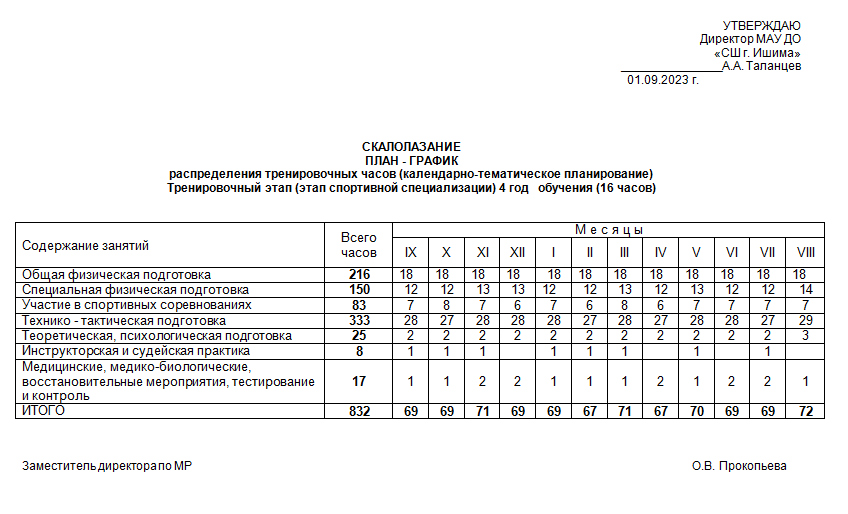 УТВЕРЖДАЮ
Директор МАУ ДО
«СШ г. Ишима»
_______________А.А. Таланцев
01.09.2023 г.
СКАЛОЛАЗАНИЕ
ПЛАН - ГРАФИК
распределения тренировочных часов (календарно-тематическое планирование)
Тренировочный этап (этап спортивной специализации) 4 год обучения (16 часов)
Содержание занятий Всего часов М е с я ц ы
IX X XI XII I II III IV V VI VII VIII
Общая физическая подготовка 216 18 18 18 18 18 18 18 18 18 18 18 18
Специальная физическая подготовка 150 12 12 13 13 12 12 13 12 13 12 12 14
Участие в спортивных соревнованиях 83 7 8 7 6 7 6 8 6 7 7 7 7
Технико - тактическая подготовка 333 28 27 28 28 28 27 28 27 28 28 27 29
Теоретическая, психологическая подготовка 25 2 2 2 2 2 2 2 2 2 2 2 3
Инструкторская и судейская практика 8 1 1 1 1 1 1 1 1
Медицинские, медико-биологические,
восстановительные мероприятия, тестирование 17 1 1 2 2 1 1 1 2 1 2 2 1
и контроль
ИТОГО 832 69 69 71 69 69 67 71 67 70 69 69 72
Заместитель директора по МР О.В. Прокопьева